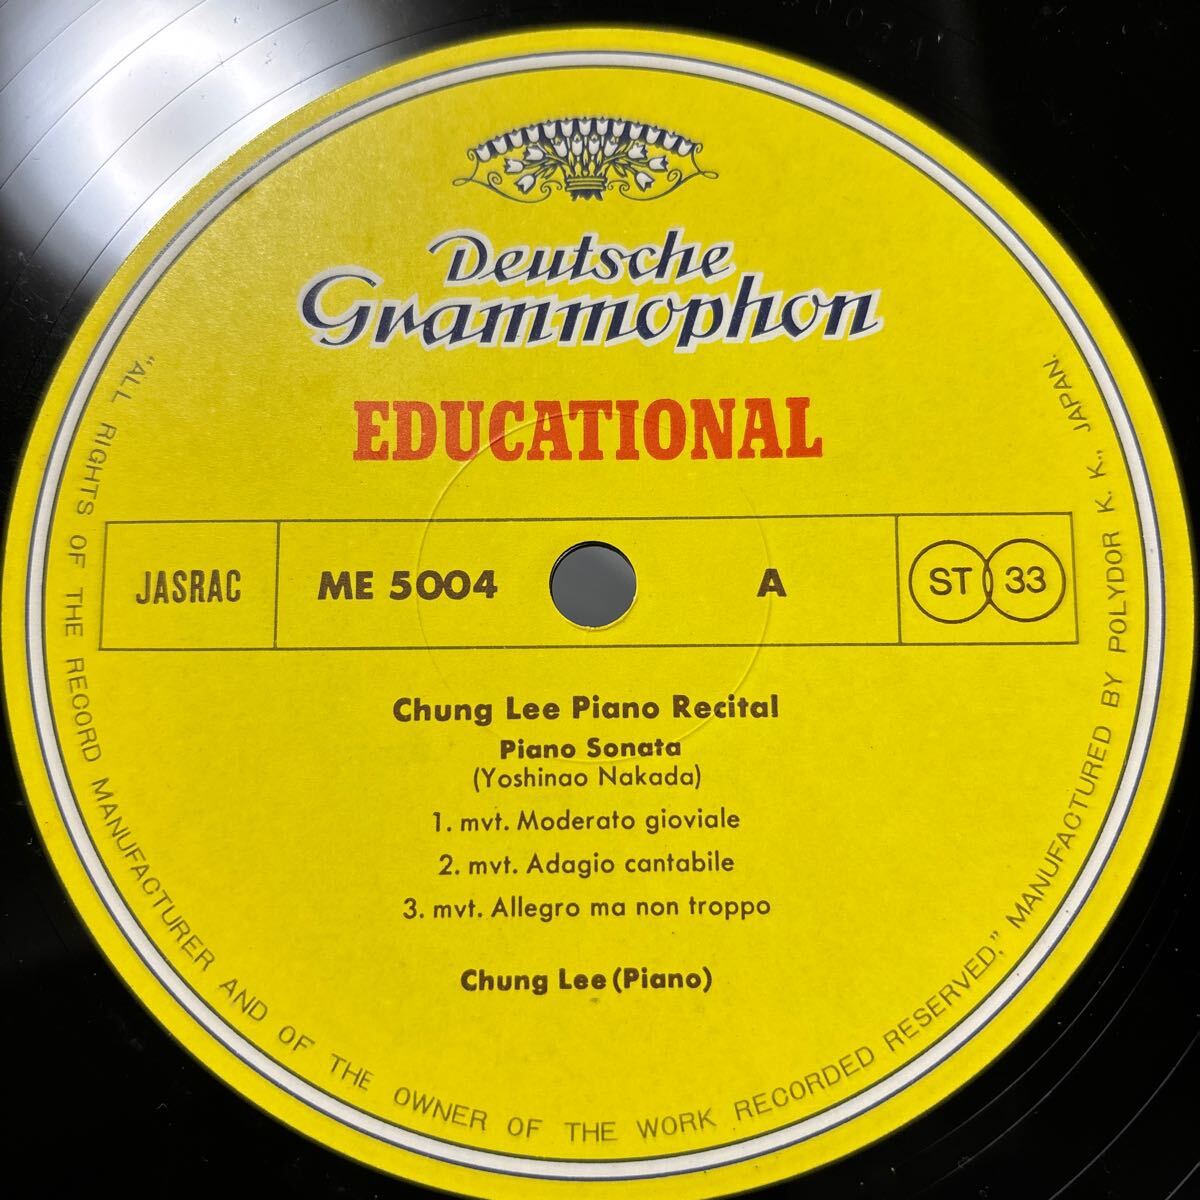 Deutsche
Grammophon
EDUCATIONAL
JASRAC
ME 5004
A
ST 33
Chung Lee Piano Recital
Piano Sonata
(Yoshinao Nakada)
1. mvt. Moderato gioviale
2. mvt. Adagio cantabile
3. mvt. Allegro ma non troppo
Chung Lee (Piano)
"ALL RIGHTS OF THE RECORD MANUFACTURER AND OF THE OWNER OF THE WORK RECORDED RESERVED," MANUFACTURED BY POLYDOR K. K., JAPAN.